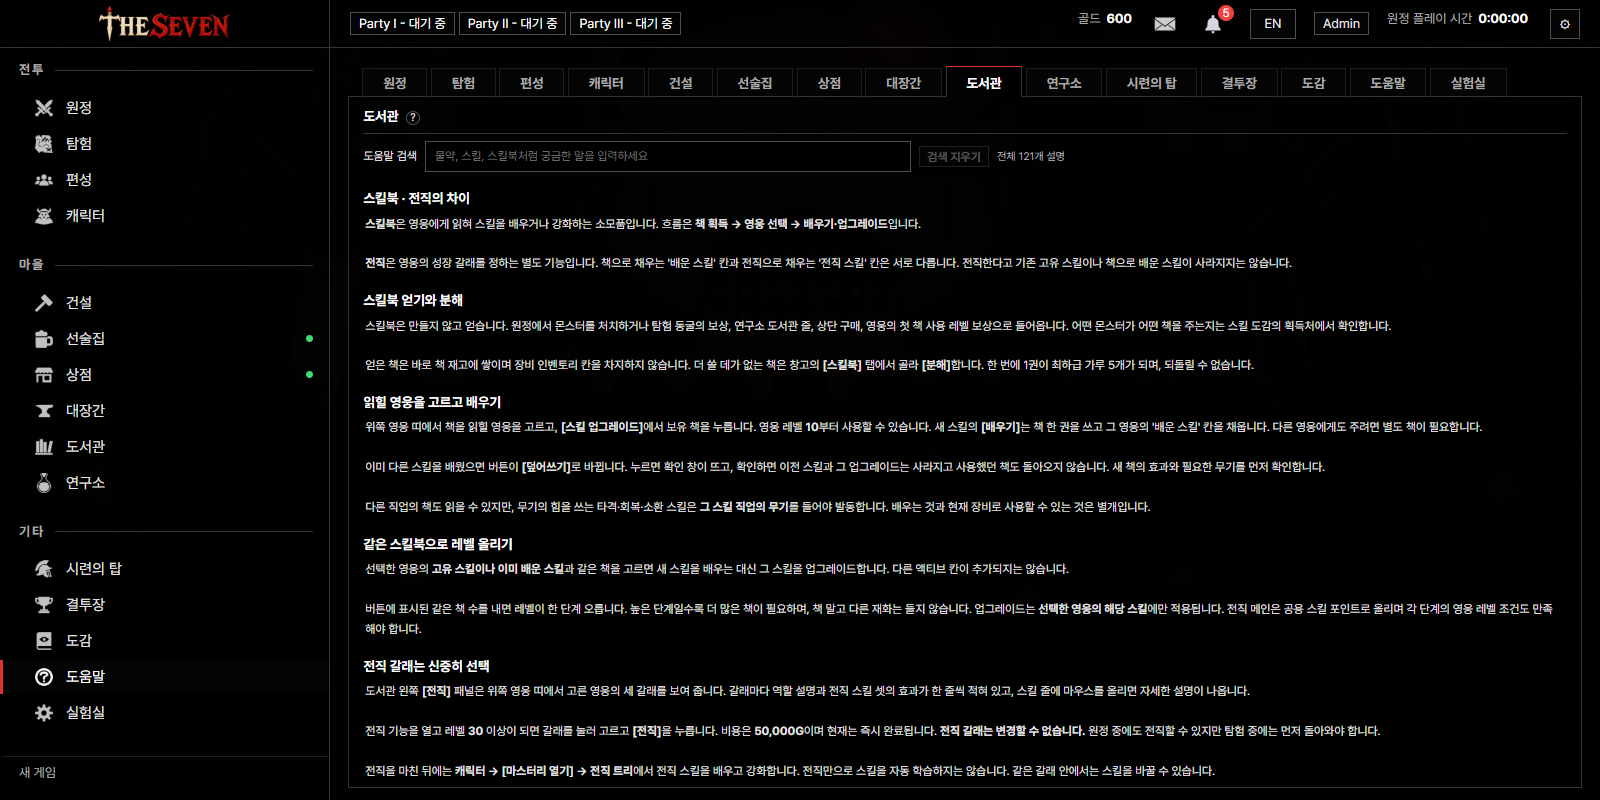 THE SEVEN
Party I - 대기 중
Party II - 대기 중
Party III - 대기 중
골드 600
5
EN
Admin
원정 플레이 시간 0:00:00
전투
원정
탐험
편성
캐릭터
마을
건설
선술집
상점
대장간
도서관
연구소
기타
시련의 탑
결투장
도감
도움말
실험실
새 게임
원정
탐험
편성
캐릭터
건설
선술집
상점
대장간
도서관
연구소
시련의 탑
결투장
도감
도움말
실험실
도서관 ?
도움말 검색
물약, 스킬, 스킬북처럼 궁금한 말을 입력하세요
검색 지우기
전체 121개 설명
스킬북 · 전직의 차이
스킬북은 영웅에게 읽혀 스킬을 배우거나 강화하는 소모품입니다. 흐름은 책 획득 → 영웅 선택 → 배우기·업그레이드입니다.
전직은 영웅의 성장 갈래를 정하는 별도 기능입니다. 책으로 채우는 '배운 스킬' 칸과 전직으로 채우는 '전직 스킬' 칸은 서로 다릅니다. 전직한다고 기존 고유 스킬이나 책으로 배운 스킬이 사라지지는 않습니다.
스킬북 얻기와 분해
스킬북은 만들지 않고 얻습니다. 원정에서 몬스터를 처치하거나 탐험 동굴의 보상, 연구소 도서관 줄, 상단 구매, 영웅의 첫 책 사용 레벨 보상으로 들어옵니다. 어떤 몬스터가 어떤 책을 주는지는 스킬 도감의 획득처에서 확인합니다.
얻은 책은 바로 책 재고에 쌓이며 장비 인벤토리 칸을 차지하지 않습니다. 더 쓸 데가 없는 책은 창고의 [스킬북] 탭에서 골라 [분해]합니다. 한 번에 1권이 최하급 가루 5개가 되며, 되돌릴 수 없습니다.
읽힐 영웅을 고르고 배우기
위쪽 영웅 띠에서 책을 읽힐 영웅을 고르고, [스킬 업그레이드]에서 보유 책을 누릅니다. 영웅 레벨 10부터 사용할 수 있습니다. 새 스킬의 [배우기]는 책 한 권을 쓰고 그 영웅의 '배운 스킬' 칸을 채웁니다. 다른 영웅에게도 주려면 별도 책이 필요합니다.
이미 다른 스킬을 배웠으면 버튼이 [덮어쓰기]로 바뀝니다. 누르면 확인 창이 뜨고, 확인하면 이전 스킬과 그 업그레이드는 사라지고 사용했던 책도 돌아오지 않습니다. 새 책의 효과와 필요한 무기를 먼저 확인합니다.
다른 직업의 책도 읽을 수 있지만, 무기의 힘을 쓰는 타격·회복·소환 스킬은 그 스킬 직업의 무기를 들어야 발동합니다. 배우는 것과 현재 장비로 사용할 수 있는 것은 별개입니다.
같은 스킬북으로 레벨 올리기
선택한 영웅의 고유 스킬이나 이미 배운 스킬과 같은 책을 고르면 새 스킬을 배우는 대신 그 스킬을 업그레이드합니다. 다른 액티브 칸이 추가되지는 않습니다.
버튼에 표시된 같은 책 수를 내면 레벨이 한 단계 오릅니다. 높은 단계일수록 더 많은 책이 필요하며, 책 말고 다른 재화는 들지 않습니다. 업그레이드는 선택한 영웅의 해당 스킬에만 적용됩니다. 전직 메인은 공용 스킬 포인트로 올리며 각 단계의 영웅 레벨 조건도 만족
해야 합니다.
전직 갈래는 신중히 선택
도서관 왼쪽 [전직] 패널은 위쪽 영웅 띠에서 고른 영웅의 세 갈래를 보여 줍니다. 갈래마다 역할 설명과 전직 스킬 셋의 효과가 한 줄씩 적혀 있고, 스킬 줄에 마우스를 올리면 자세한 설명이 나옵니다.
전직 기능을 열고 레벨 30 이상이 되면 갈래를 눌러 고르고 [전직]을 누릅니다. 비용은 50,000G이며 현재는 즉시 완료됩니다. 전직 갈래는 변경할 수 없습니다. 원정 중에도 전직할 수 있지만 탐험 중에는 먼저 돌아와야 합니다.
전직을 마친 뒤에는 캐릭터 → [마스터리 열기] → 전직 트리에서 전직 스킬을 배우고 강화합니다. 전직만으로 스킬을 자동 학습하지는 않습니다. 같은 갈래 안에서는 스킬을 바꿀 수 있습니다.